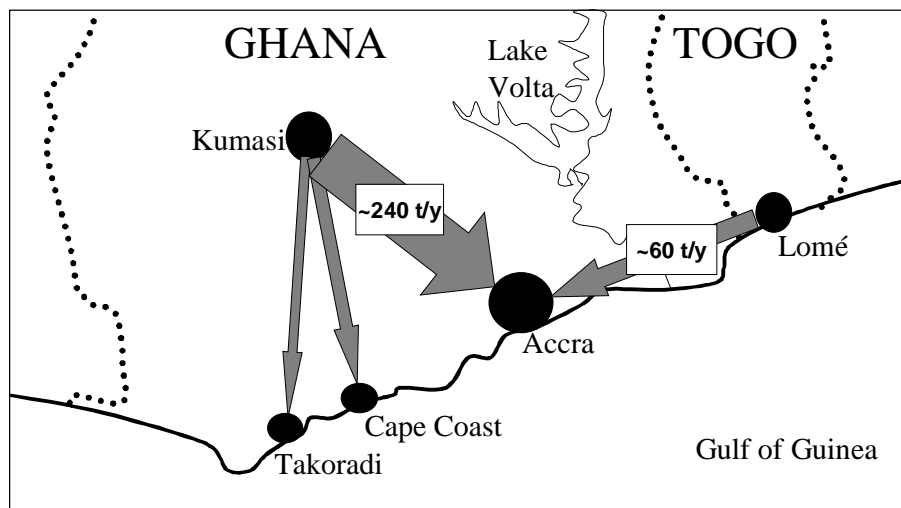 GHANA
TOGO
Lake
Volta
Kumasi
~240 t/y
~60 t/y
Lomé
Accra
Cape Coast
Takoradi
Gulf of Guinea